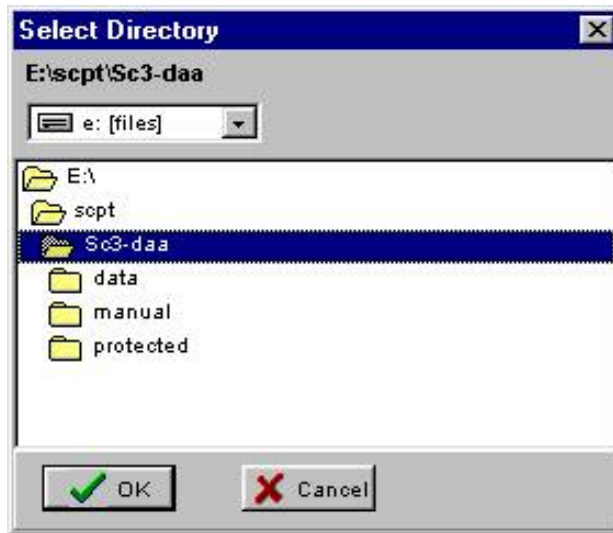 Select Directory
E:\scpt\Sc3-daa
e: [files]
E:\
scpt
Sc3-daa
data
manual
protected
OK Cancel